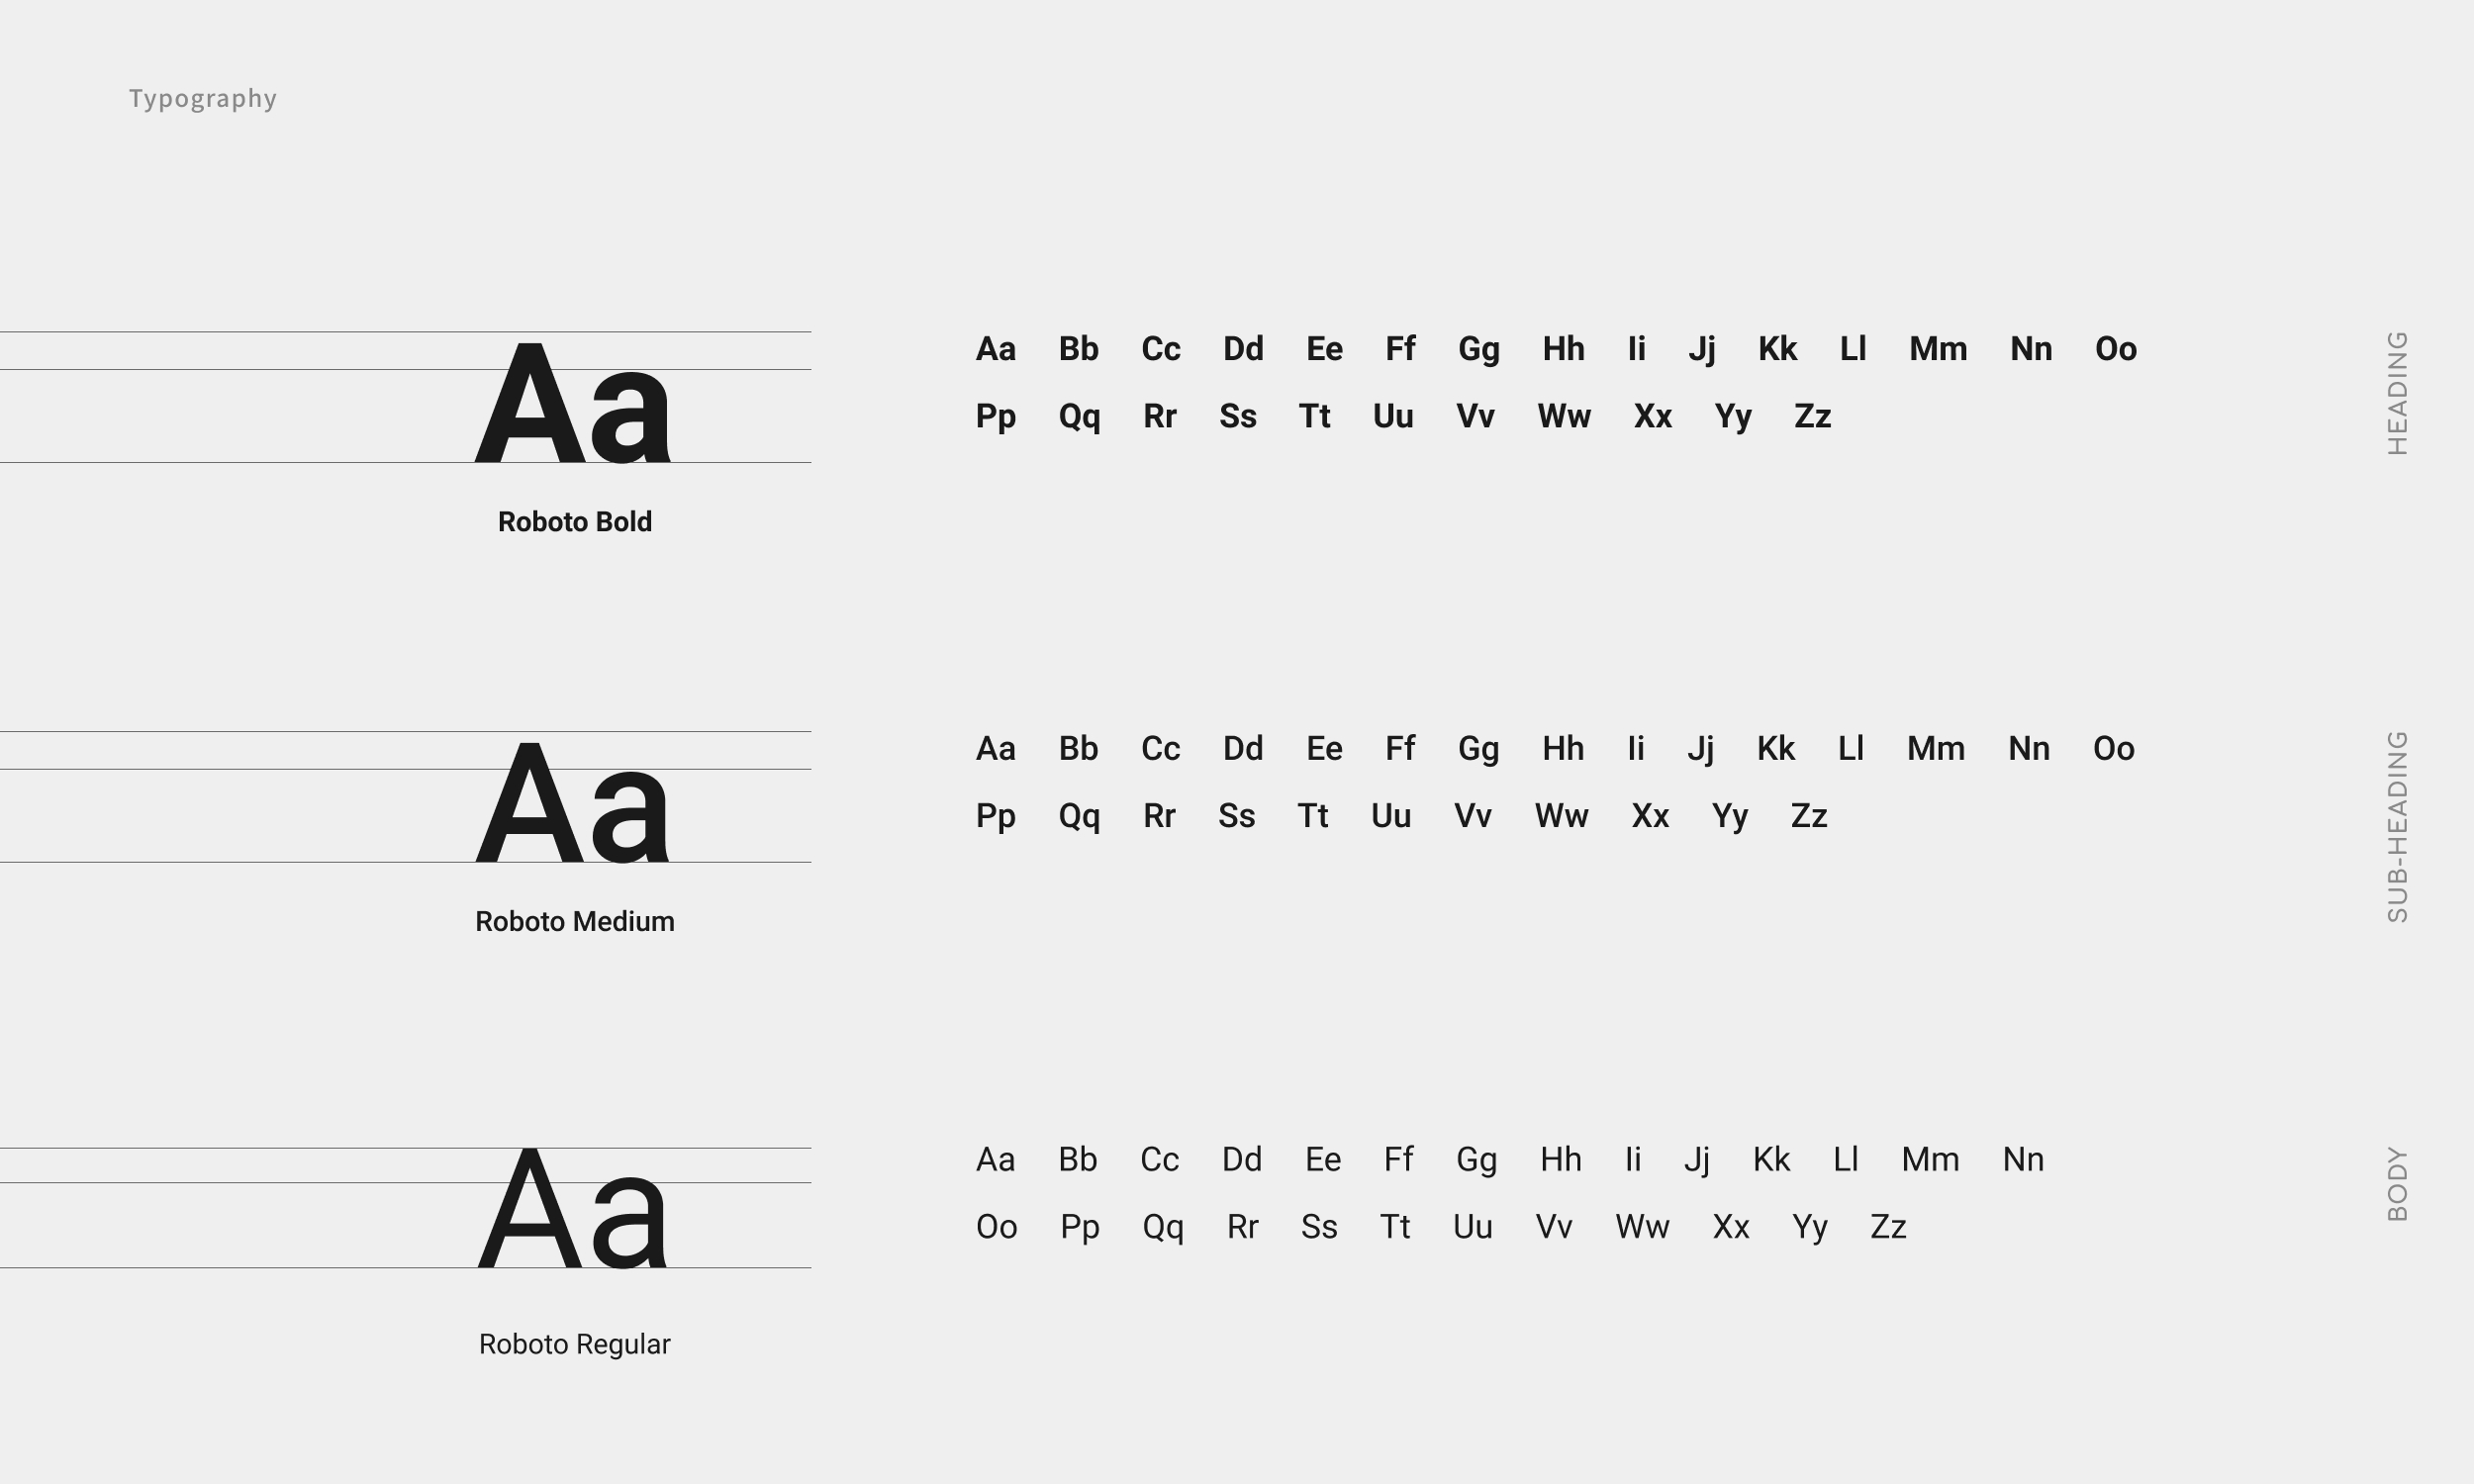 Typography
Aa
Roboto Bold
Aa Bb Cc Dd Ee Ff Gg Hh Ii Jj Kk Ll Mm Nn Oo
Pp Qq Rr Ss Tt Uu Vv Ww Xx Yy Zz
HEADING
Aa
Roboto Medium
Aa Bb Cc Dd Ee Ff Gg Hh Ii Jj Kk Ll Mm Nn Oo
Pp Qq Rr Ss Tt Uu Vv Ww Xx Yy Zz
SUB-HEADING
Aa
Roboto Regular
Aa Bb Cc Dd Ee Ff Gg Hh Ii Jj Kk Ll Mm Nn
Oo Pp Qq Rr Ss Tt Uu Vv Ww Xx Yy Zz
BODY